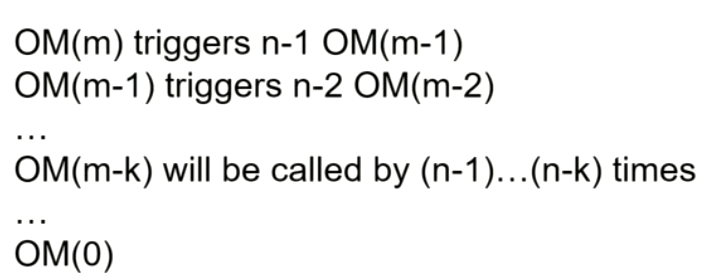 OM(m) triggers n-1 OM(m-1)
OM(m-1) triggers n-2 OM(m-2)
…
OM(m-k) will be called by (n-1)…(n-k) times
…
OM(0)